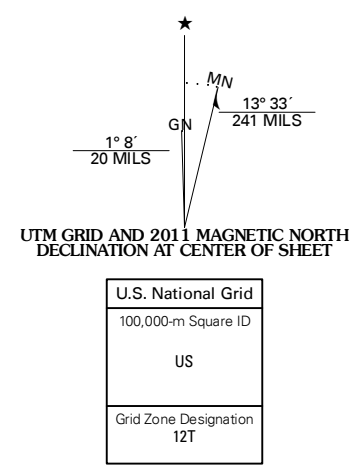 ★
MN
GN
13° 33´
241 MILS
1° 8´
20 MILS
UTM GRID AND 2011 MAGNETIC NORTH
DECLINATION AT CENTER OF SHEET
U.S. National Grid
100,000-m Square ID
US
Grid Zone Designation
12T